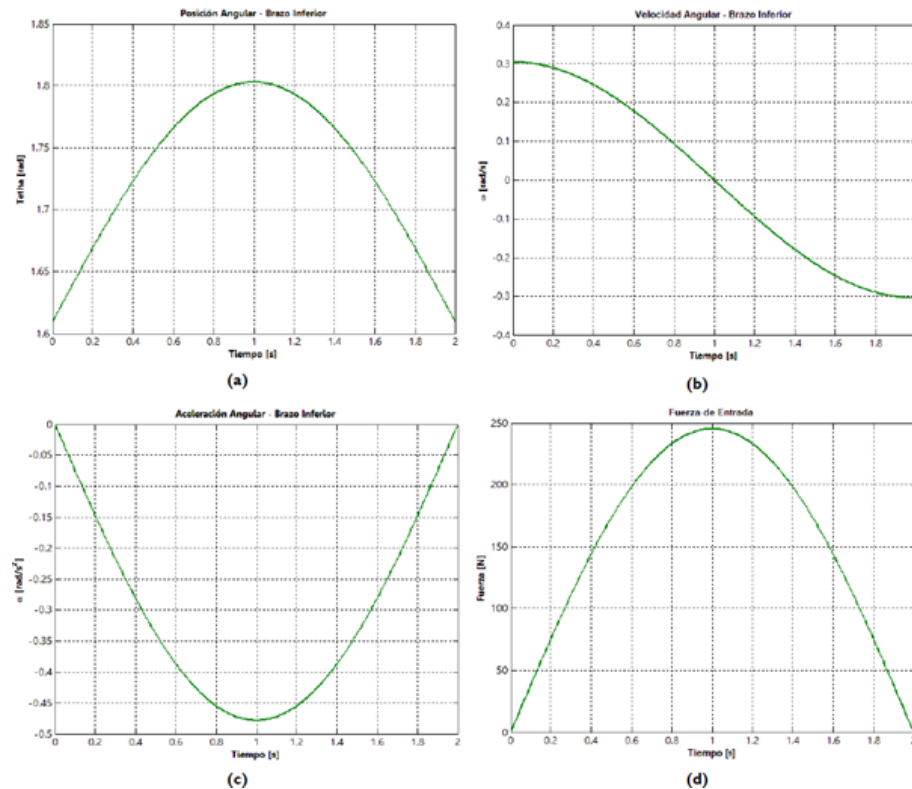 Posición Angular - Brazo Inferior
1.85
1.8
1.75
1.7
1.65
1.6
Tetha [rad]
0 0.2 0.4 0.6 0.8 1 1.2 1.4 1.6 1.8 2
Tiempo [s]
(a)
Velocidad Angular - Brazo Inferior
0.4
0.3
0.2
0.1
0
-0.1
-0.2
-0.3
-0.4
ω [rad/s]
0 0.2 0.4 0.6 0.8 1 1.2 1.4 1.6 1.8 2
Tiempo [s]
(b)
Aceleración Angular - Brazo Inferior
0
-0.05
-0.1
-0.15
-0.2
-0.25
-0.3
-0.35
-0.4
-0.45
-0.5
α [rad/s²]
0 0.2 0.4 0.6 0.8 1 1.2 1.4 1.6 1.8 2
Tiempo [s]
(c)
Fuerza de Entrada
250
200
150
100
50
0
Fuerza [N]
0 0.2 0.4 0.6 0.8 1 1.2 1.4 1.6 1.8 2
Tiempo [s]
(d)